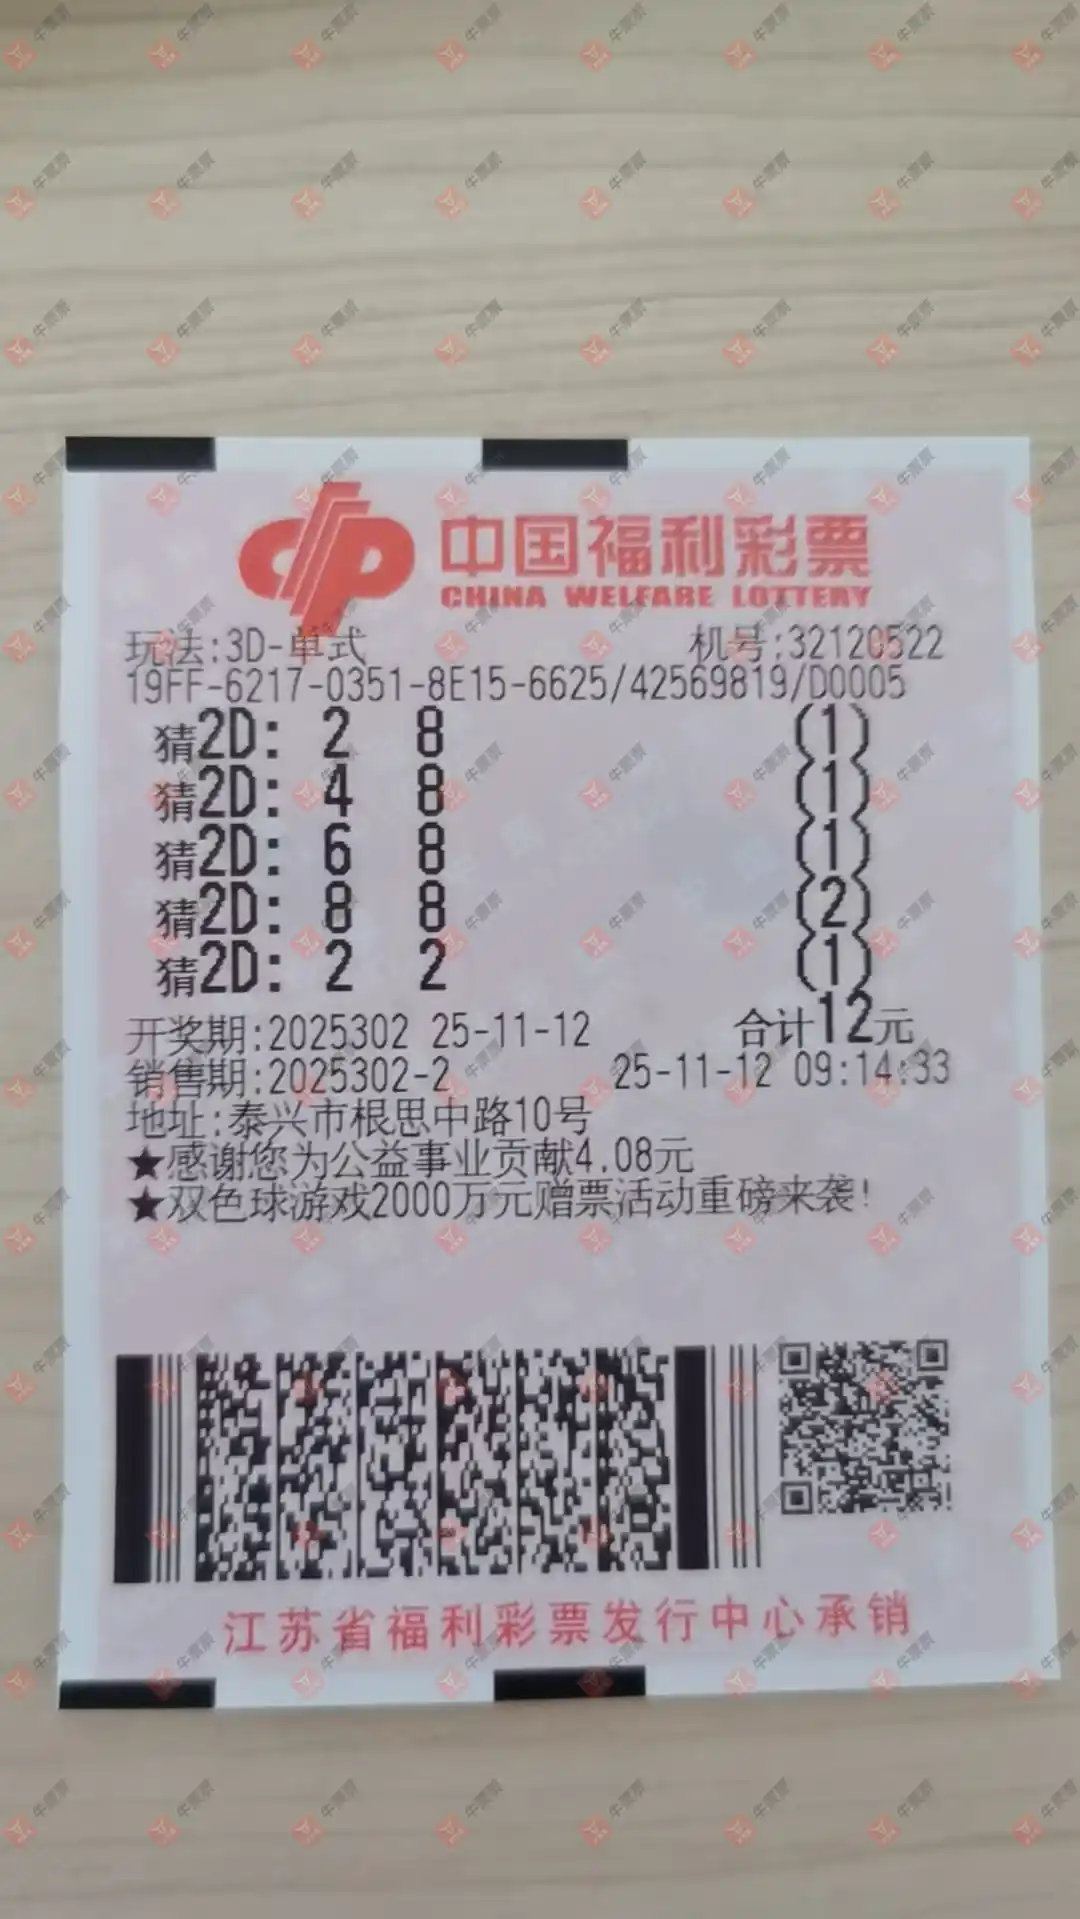 中国福利彩票
CHINA WELFARE LOTTERY
玩法:3D-单式 机号:32120522
19FF-6217-0351-8E15-6625/42569819/D0005
猜2D: 2 8 (1)
猜2D: 4 8 (1)
猜2D: 6 8 (1)
猜2D: 8 8 (2)
猜2D: 2 2 (1)
开奖期:2025302 25-11-12 合计12元
销售期:2025302-2 25-11-12 09:14:33
地址:泰兴市根思中路10号
★感谢您为公益事业贡献4.08元
★双色球游戏2000万元赠票活动重磅来袭!
江苏省福利彩票发行中心承销